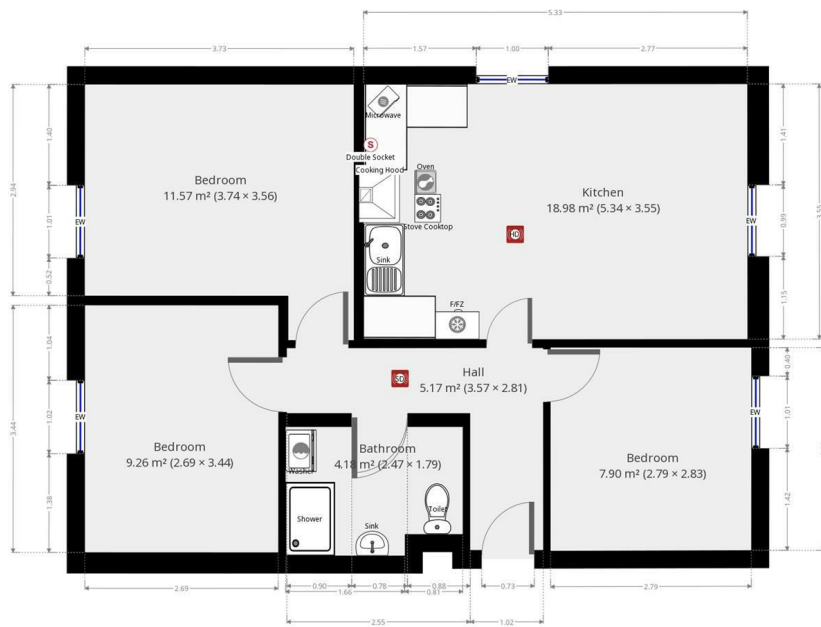 5.33
3.73
1.57
1.00
2.77
EW
Microwave
S
Double Socket
Cooking Hood
Oven
Stove Cooktop
Sink
F/FZ
Bedroom
11.57 m² (3.74 × 3.56)
Kitchen
18.98 m² (5.34 × 3.55)
HD
1.40
2.94
1.01
EW
0.52
1.41
EW
0.99
3.55
1.15
Hall
5.17 m² (3.57 × 2.81)
SD
1.04
3.44
1.02
EW
1.38
0.40
EW
1.01
1.42
Bedroom
9.26 m² (2.69 × 3.44)
Bathroom
4.18 m² (2.47 × 1.79)
Washer
Shower
Sink
Toilet
Bedroom
7.90 m² (2.79 × 2.83)
2.69
0.90
0.78
0.88
1.66
0.81
0.73
2.79
2.55
1.02